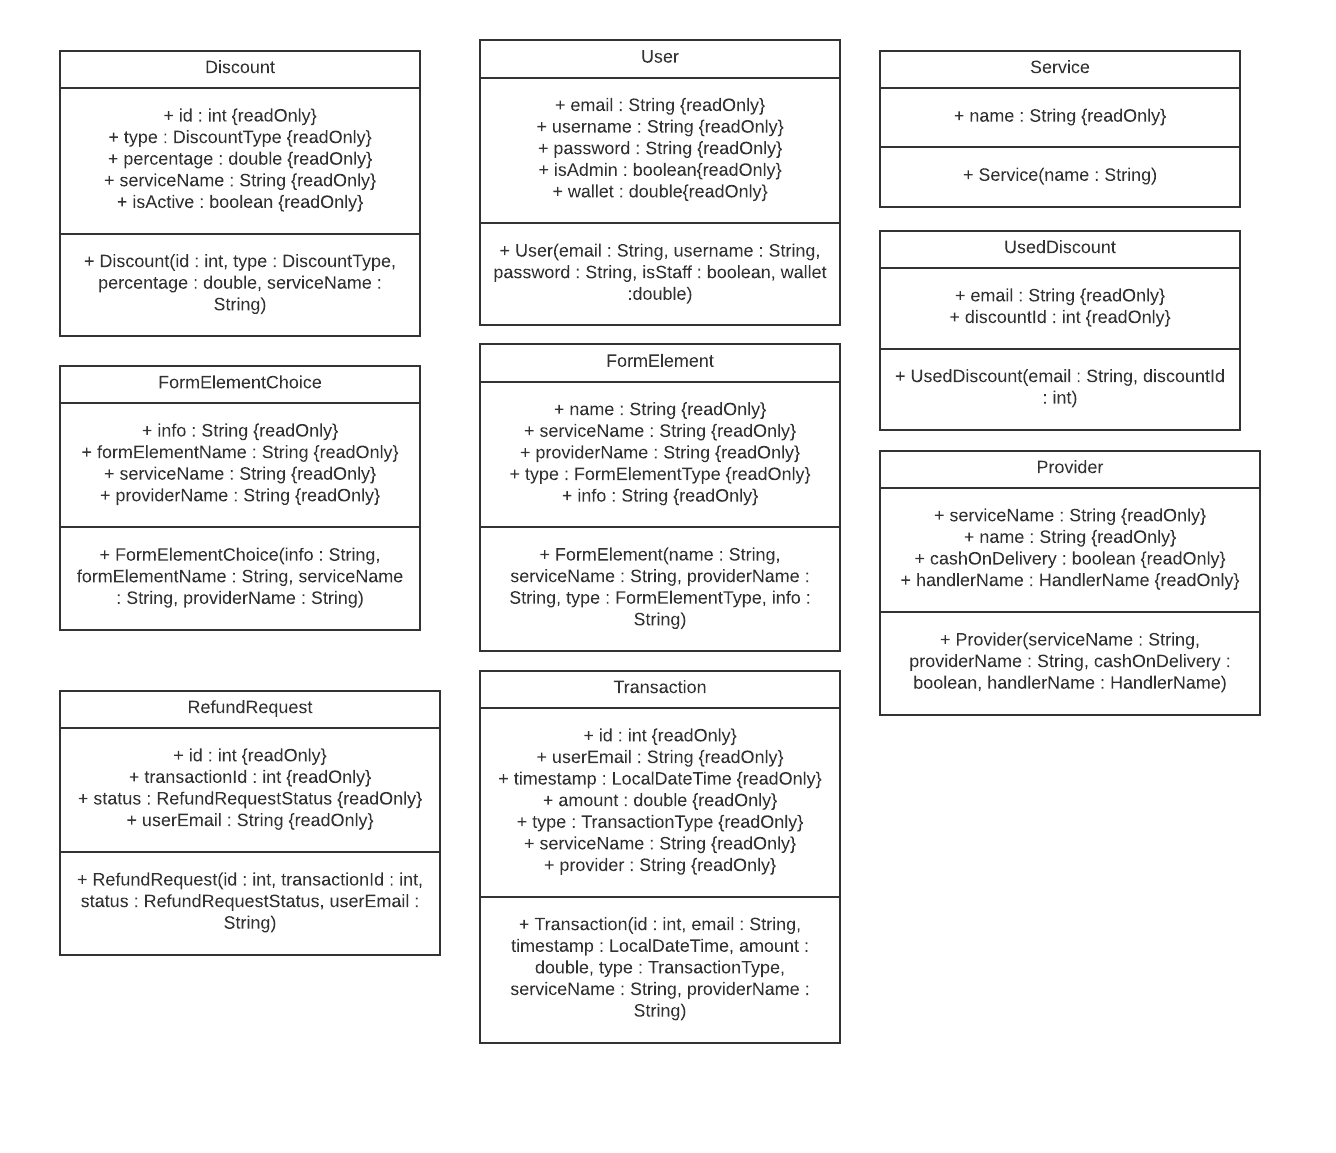 Discount
+ id : int {readOnly}
+ type : DiscountType {readOnly}
+ percentage : double {readOnly}
+ serviceName : String {readOnly}
+ isActive : boolean {readOnly}
+ Discount(id : int, type : DiscountType,
percentage : double, serviceName :
String)
FormElementChoice
+ info : String {readOnly}
+ formElementName : String {readOnly}
+ serviceName : String {readOnly}
+ providerName : String {readOnly}
+ FormElementChoice(info : String,
formElementName : String, serviceName
: String, providerName : String)
RefundRequest
+ id : int {readOnly}
+ transactionId : int {readOnly}
+ status : RefundRequestStatus {readOnly}
+ userEmail : String {readOnly}
+ RefundRequest(id : int, transactionId : int,
status : RefundRequestStatus, userEmail :
String)
User
+ email : String {readOnly}
+ username : String {readOnly}
+ password : String {readOnly}
+ isAdmin : boolean{readOnly}
+ wallet : double{readOnly}
+ User(email : String, username : String,
password : String, isStaff : boolean, wallet
:double)
FormElement
+ name : String {readOnly}
+ serviceName : String {readOnly}
+ providerName : String {readOnly}
+ type : FormElementType {readOnly}
+ info : String {readOnly}
+ FormElement(name : String,
serviceName : String, providerName :
String, type : FormElementType, info :
String)
Transaction
+ id : int {readOnly}
+ userEmail : String {readOnly}
+ timestamp : LocalDateTime {readOnly}
+ amount : double {readOnly}
+ type : TransactionType {readOnly}
+ serviceName : String {readOnly}
+ provider : String {readOnly}
+ Transaction(id : int, email : String,
timestamp : LocalDateTime, amount :
double, type : TransactionType,
serviceName : String, providerName :
String)
Service
+ name : String {readOnly}
+ Service(name : String)
UsedDiscount
+ email : String {readOnly}
+ discountId : int {readOnly}
+ UsedDiscount(email : String, discountId
: int)
Provider
+ serviceName : String {readOnly}
+ name : String {readOnly}
+ cashOnDelivery : boolean {readOnly}
+ handlerName : HandlerName {readOnly}
+ Provider(serviceName : String,
providerName : String, cashOnDelivery :
boolean, handlerName : HandlerName)